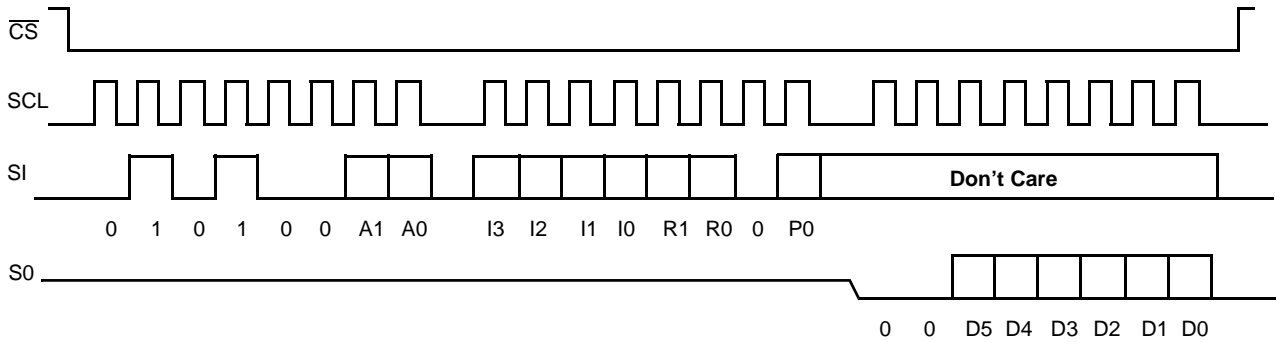 CS
SCL
SI
Don't Care
0 1 0 1 0 0 A1 A0 I3 I2 I1 I0 R1 R0 0 P0
S0
0 0 D5 D4 D3 D2 D1 D0